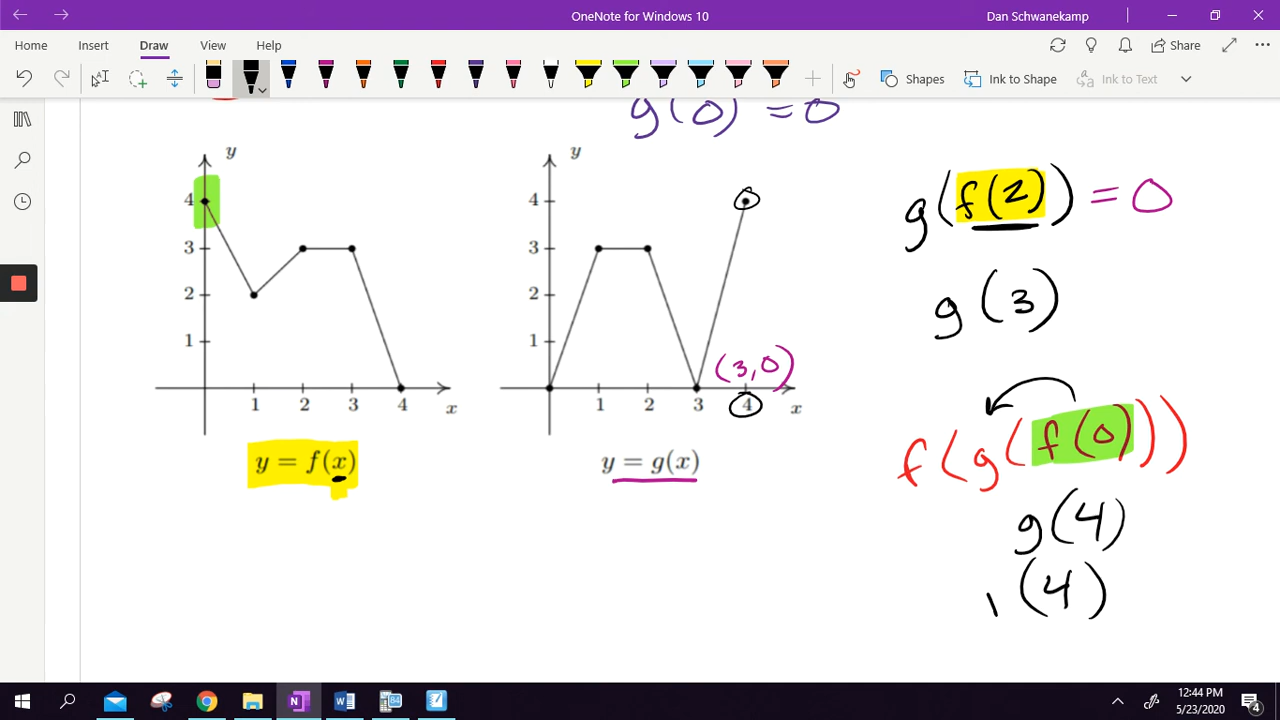 OneNote for Windows 10
Dan Schwanekamp
Home Insert Draw View Help
Share
Shapes
Ink to Shape
Ink to Text
g(0) = 0
y
4
3
2
1
1 2 3 4 x
y = f(x)
y
4
3
2
1
(3,0)
1 2 3 4 x
y = g(x)
g(f(2)) = 0
g(3)
f(g(f(0)))
g(4)
(4)
12:44 PM
5/23/2020
4